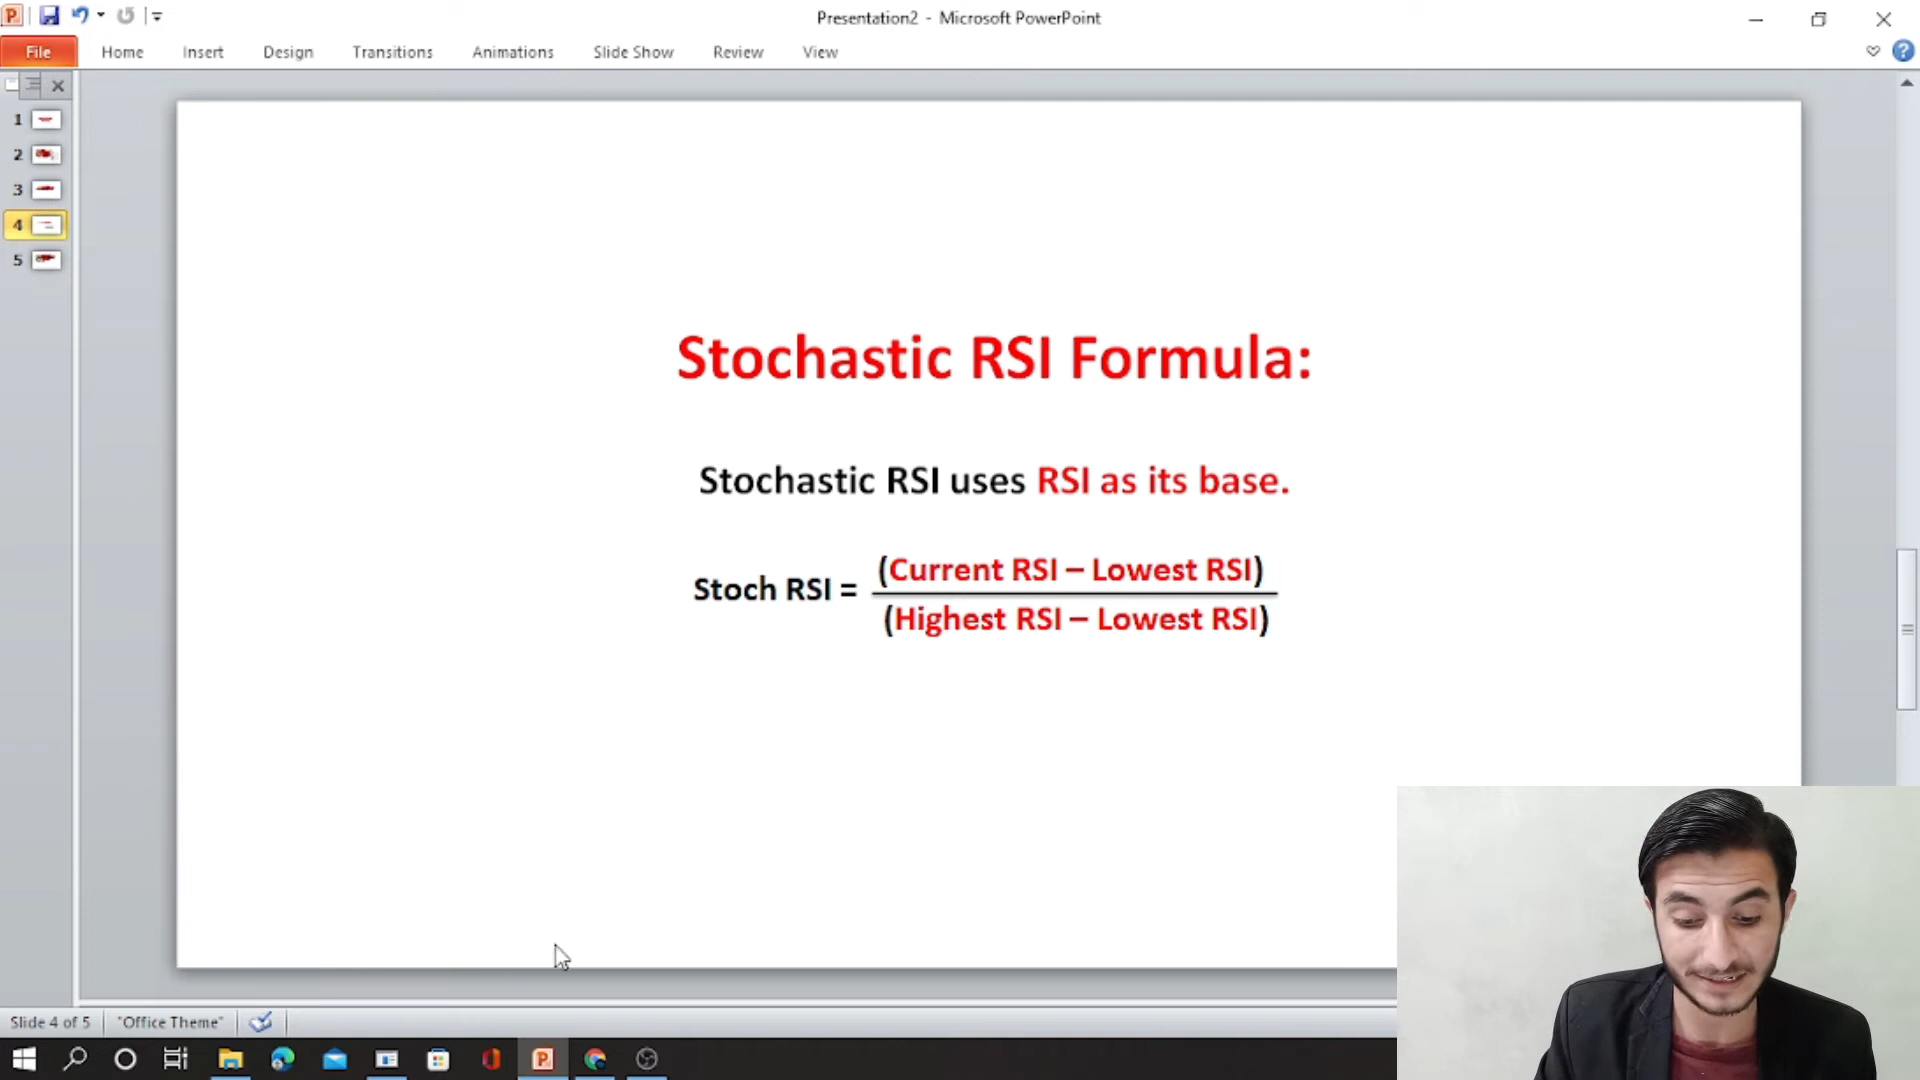 Presentation2 - Microsoft PowerPoint
File Home Insert Design Transitions Animations Slide Show Review View
1
2
3
4
5
Stochastic RSI Formula:
Stochastic RSI uses RSI as its base.
Stoch RSI = (Current RSI – Lowest RSI)
(Highest RSI – Lowest RSI)
Slide 4 of 5 "Office Theme"